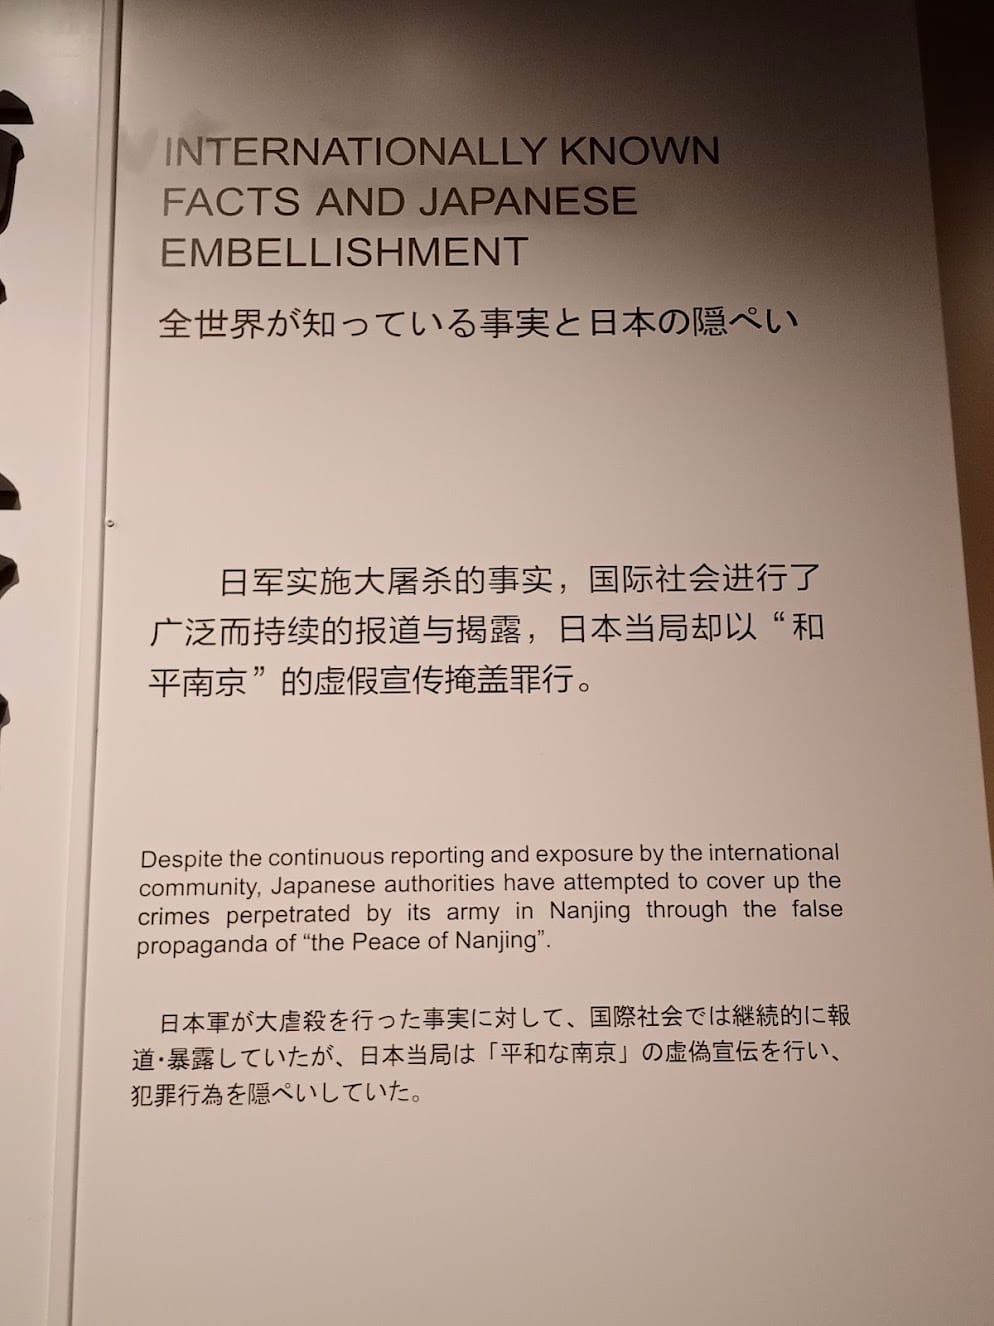 INTERNATIONALLY KNOWN
FACTS AND JAPANESE
EMBELLISHMENT
全世界が知っている事実と日本の隠ぺい
日军实施大屠杀的事实，国际社会进行了
广泛而持续的报道与揭露，日本当局却以“和
平南京”的虚假宣传掩盖罪行。
Despite the continuous reporting and exposure by the international
community, Japanese authorities have attempted to cover up the
crimes perpetrated by its army in Nanjing through the false
propaganda of “the Peace of Nanjing”.
日本軍が大虐殺を行った事実に対して、国際社会では継続的に報
道・暴露していたが、日本当局は「平和な南京」の虚偽宣伝を行い、
犯罪行為を隠ぺいしていた。